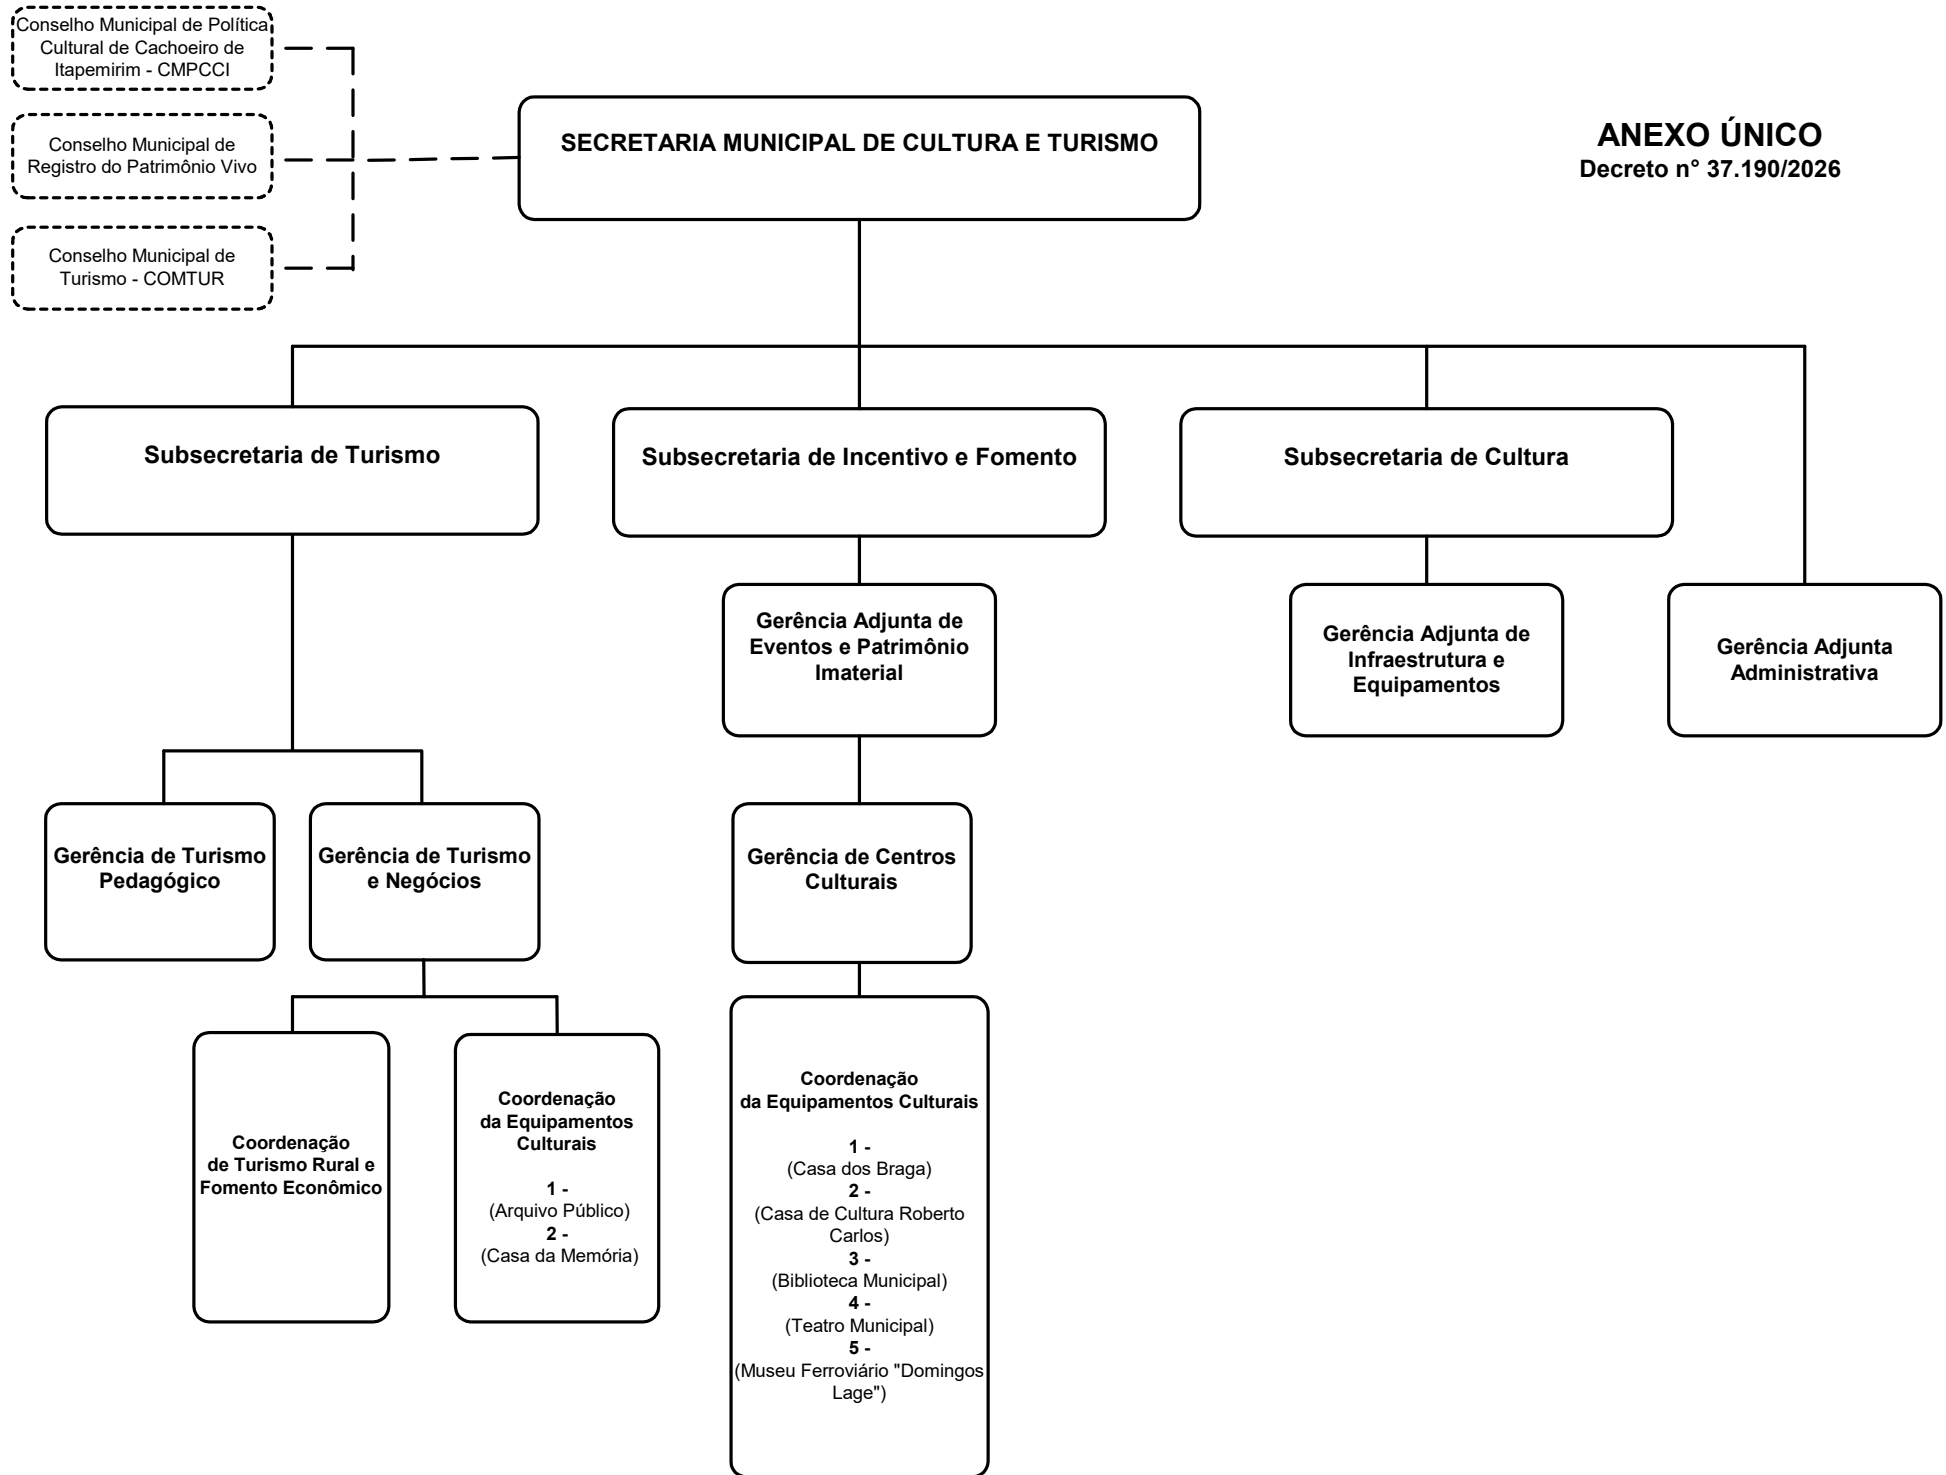 Conselho Municipal de Política
Cultural de Cachoeiro de
Itapemirim - CMPCCI
Conselho Municipal de
Registro do Patrimônio Vivo
Conselho Municipal de
Turismo - COMTUR
SECRETARIA MUNICIPAL DE CULTURA E TURISMO
ANEXO ÚNICO
Decreto n° 37.190/2026
Subsecretaria de Turismo
Subsecretaria de Incentivo e Fomento
Subsecretaria de Cultura
Gerência Adjunta de
Eventos e Patrimônio
Imaterial
Gerência Adjunta de
Infraestrutura e
Equipamentos
Gerência Adjunta
Administrativa
Gerência de Turismo
Pedagógico
Gerência de Turismo
e Negócios
Gerência de Centros
Culturais
Coordenação
de Turismo Rural e
Fomento Econômico
Coordenação
da Equipamentos
Culturais
1 -
(Arquivo Público)
2 -
(Casa da Memória)
Coordenação
da Equipamentos Culturais
1 -
(Casa dos Braga)
2 -
(Casa de Cultura Roberto
Carlos)
3 -
(Biblioteca Municipal)
4 -
(Teatro Municipal)
5 -
(Museu Ferroviário "Domingos
Lage")